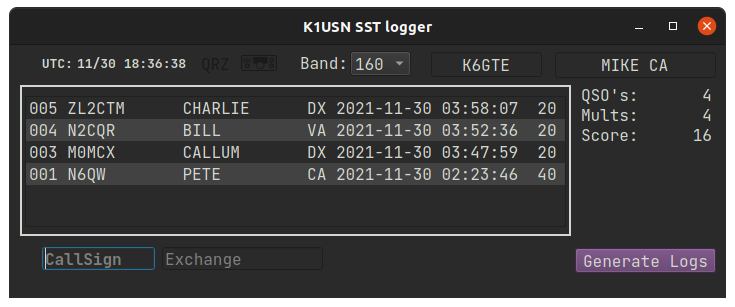 K1USN SST logger
UTC: 11/30 18:36:38 QRZ Band: 160 K6GTE MIKE CA
005 ZL2CTM CHARLIE DX 2021-11-30 03:58:07 20
004 N2CQR BILL VA 2021-11-30 03:52:36 20
003 M0MCX CALLUM DX 2021-11-30 03:47:59 20
001 N6QW PETE CA 2021-11-30 02:23:46 40
QSO's: 4
Mults: 4
Score: 16
CallSign Exchange Generate Logs